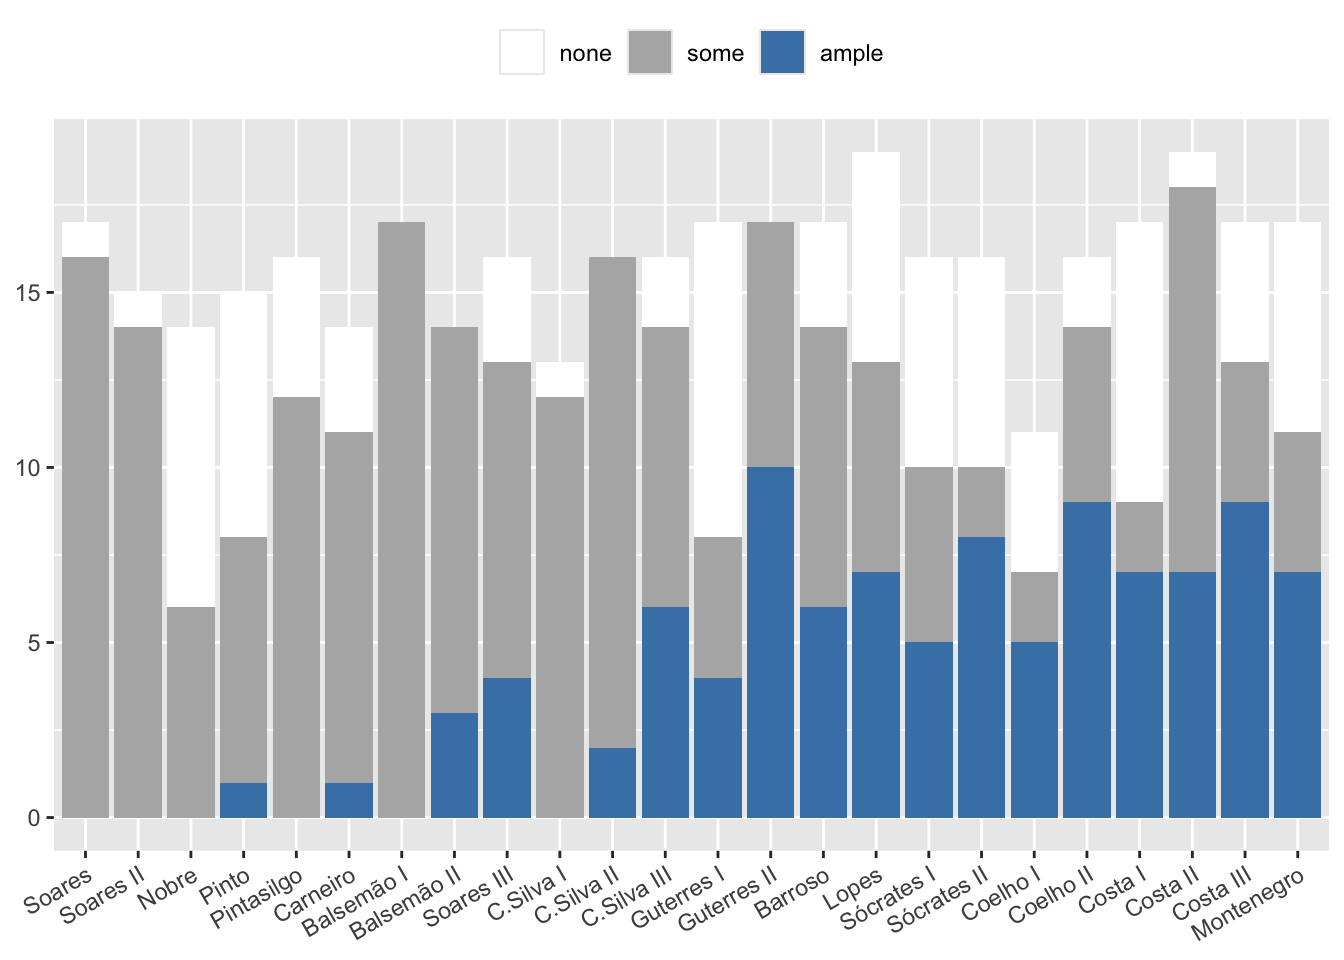 none some ample
15
10
5
0
Soares
Soares II
Nobre
Pinto
Pintasilgo
Carneiro
Balsemão I
Balsemão II
Soares III
C.Silva I
C.Silva II
C.Silva III
Guterres I
Guterres II
Barroso
Lopes
Sócrates I
Sócrates II
Coelho I
Coelho II
Costa I
Costa II
Costa III
Montenegro